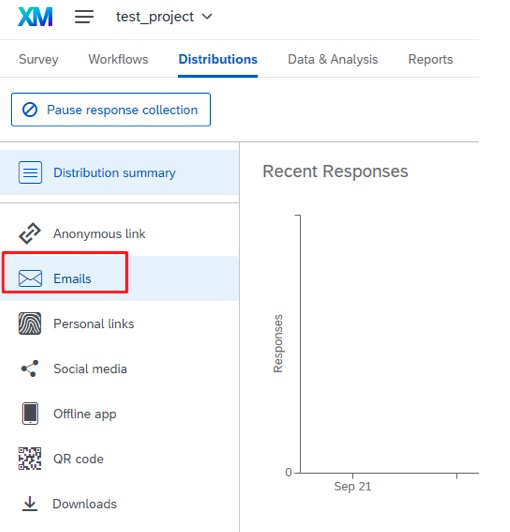 XM test_project
Survey Workflows Distributions Data & Analysis Reports
Pause response collection
Distribution summary
Recent Responses
Anonymous link
Emails
Personal links
Social media
Offline app
QR code
Downloads
Responses
0
Sep 21